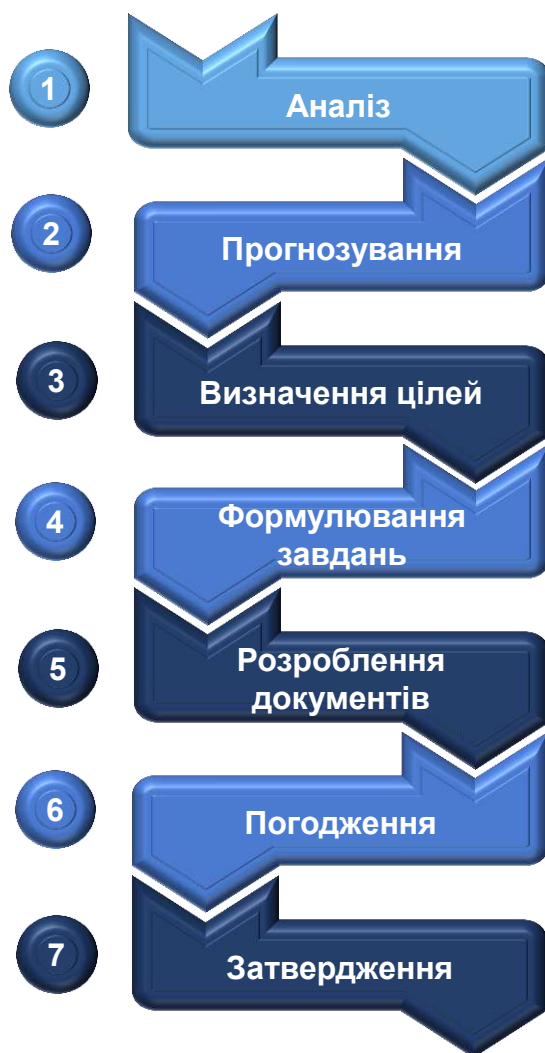 1
Аналіз
2
Прогнозування
3
Визначення цілей
4
Формулювання
завдань
5
Розроблення
документів
6
Погодження
7
Затвердження